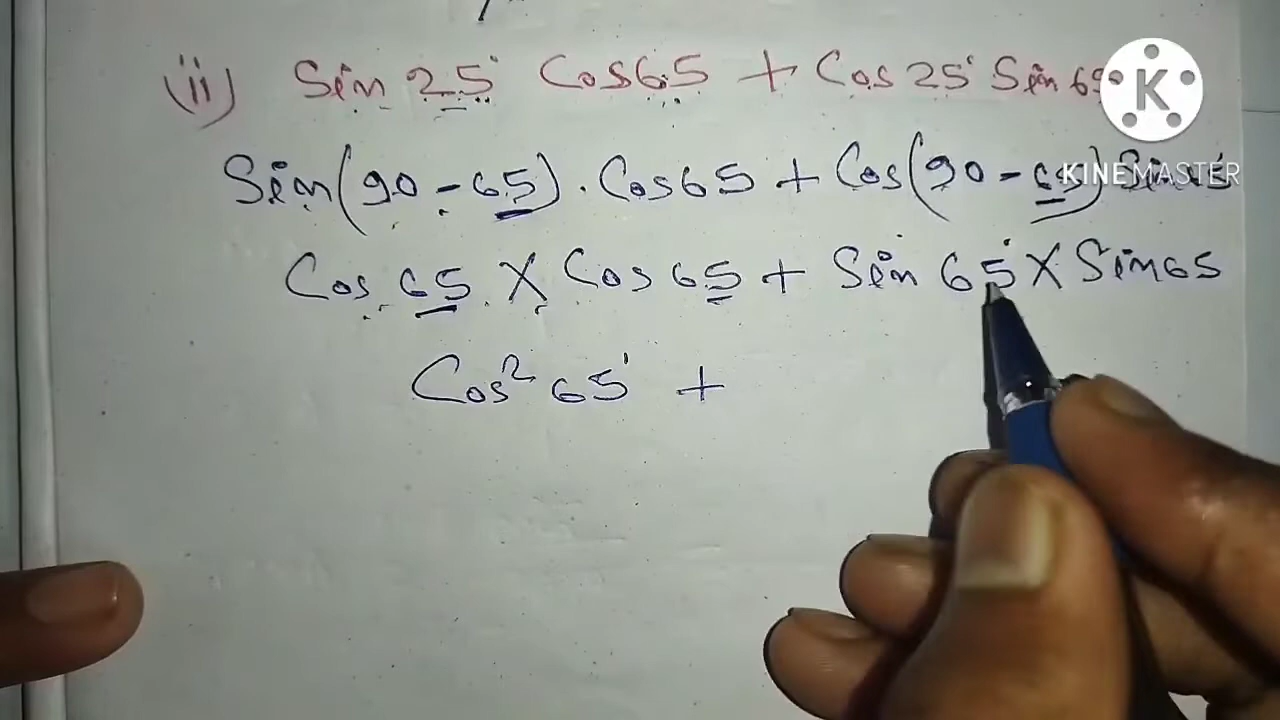 (ii) Sin 25° Cos65 + Cos 25° Sin 65
Sin(90 - 65) . Cos65 + Cos(90 - 65) Sin65
Cos 65 X Cos 65 + Sin 65° X Sin65
Cos² 65° +
K
KINEMASTER